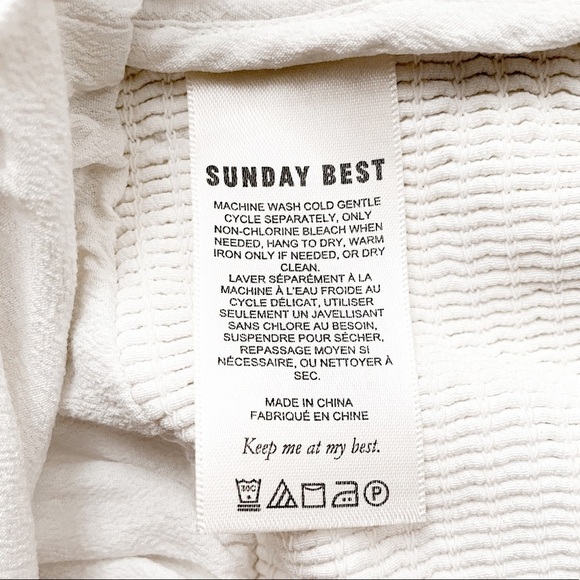 SUNDAY BEST
MACHINE WASH COLD GENTLE
CYCLE SEPARATELY, ONLY
NON-CHLORINE BLEACH WHEN
NEEDED, HANG TO DRY, WARM
IRON ONLY IF NEEDED, OR DRY
CLEAN.
LAVER SÉPARÉMENT À LA
MACHINE À L'EAU FROIDE AU
CYCLE DÉLICAT, UTILISER
SEULEMENT UN JAVELLISANT
SANS CHLORE AU BESOIN,
SUSPENDRE POUR SÉCHER,
REPASSAGE MOYEN SI
NÉCESSAIRE, OU NETTOYER À
SEC.
MADE IN CHINA
FABRIQUÉ EN CHINE
Keep me at my best.
30C P